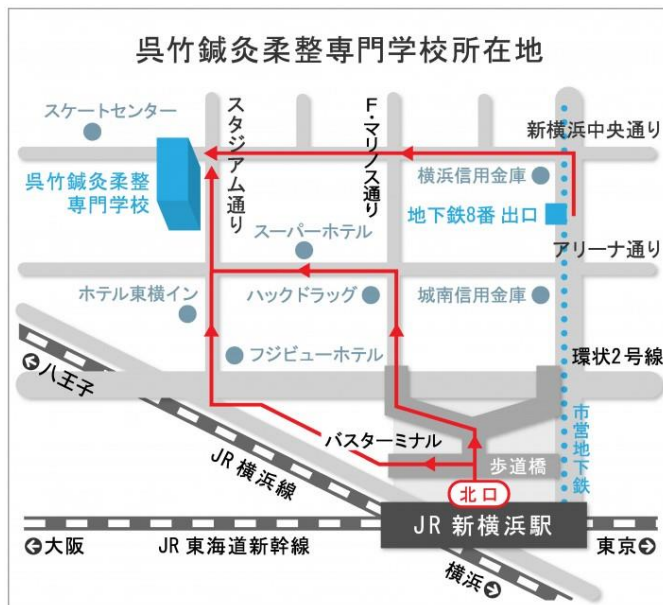 呉竹鍼灸柔整専門学校所在地
スケートセンター
スタジアム通り
F・マリノス通り
新横浜中央通り
呉竹鍼灸柔整
専門学校
横浜信用金庫
地下鉄8番 出口
スーパーホテル
アリーナ通り
ホテル東横イン
ハックドラッグ
城南信用金庫
フジビューホテル
環状2号線
八王子
バスターミナル
市営地下鉄
JR 横浜線
歩道橋
北口
JR 新横浜駅
大阪
JR 東海道新幹線
東京
横浜